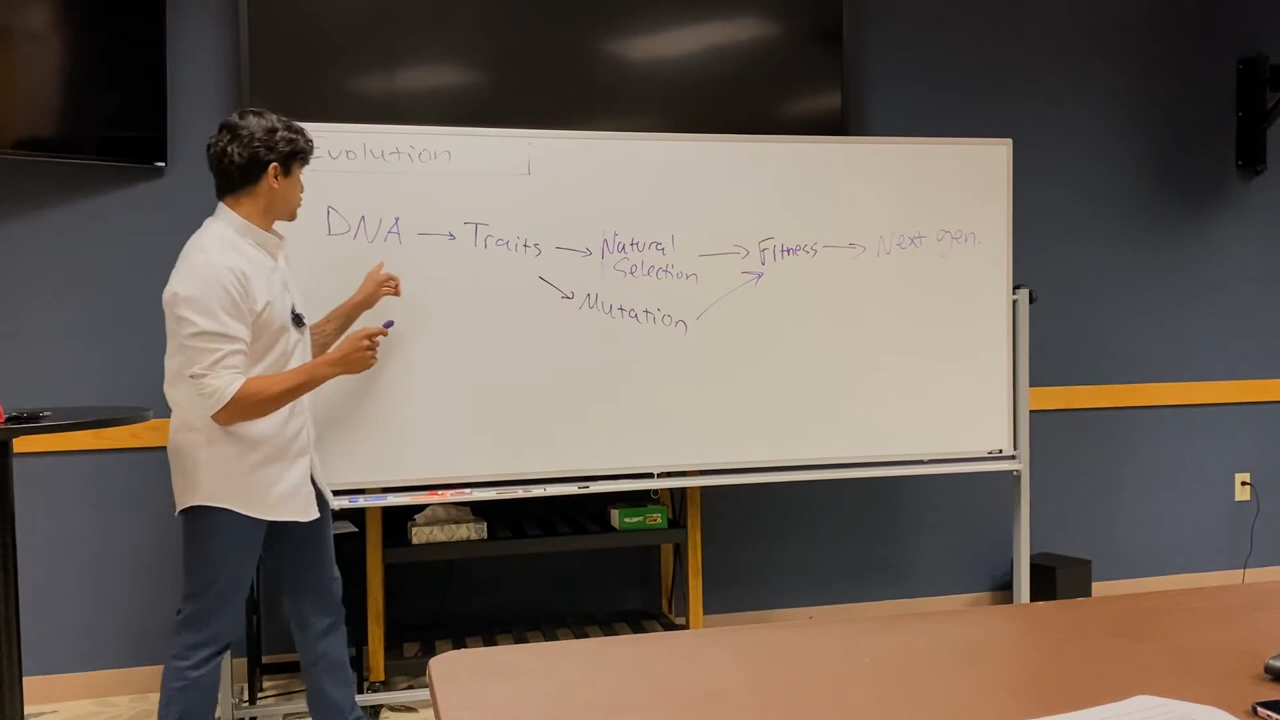 Evolution
DNA → Traits → Natural Selection → Fitness → Next gen.
Mutation